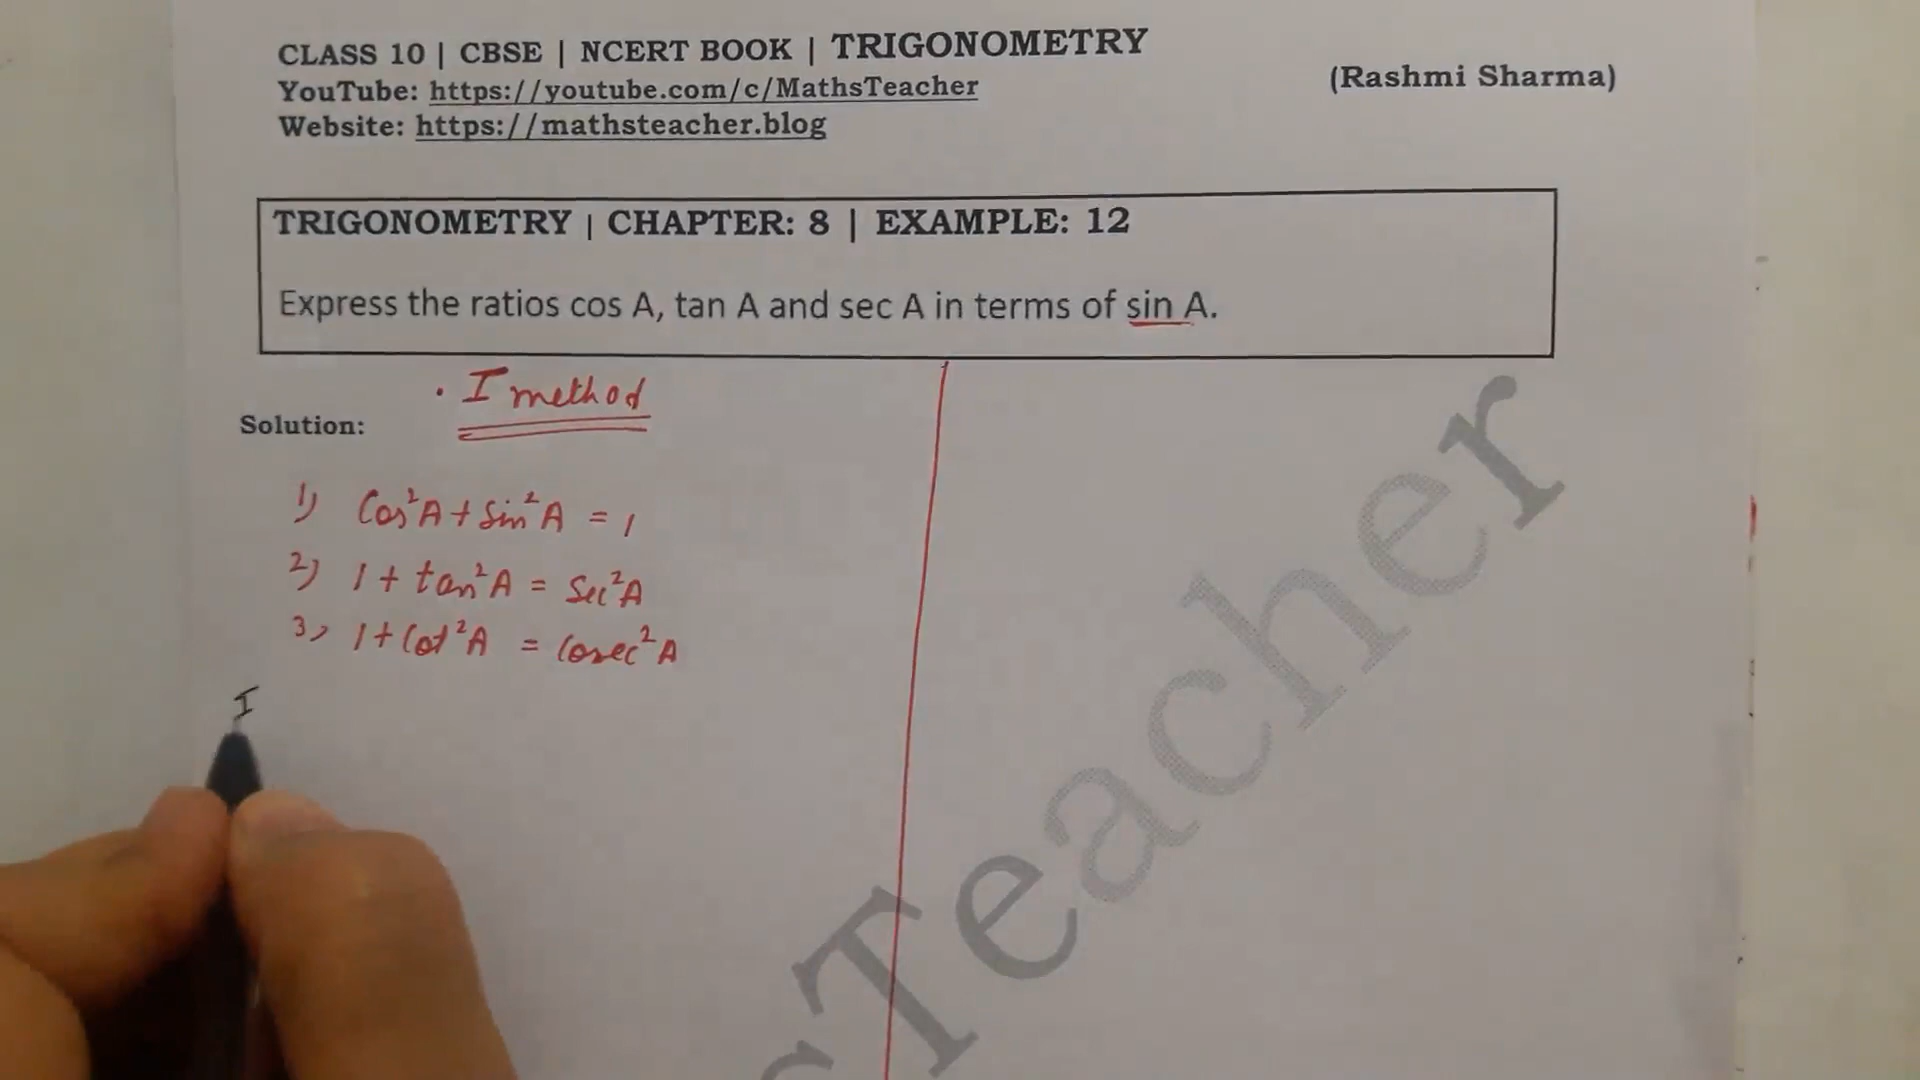 CLASS 10 | CBSE | NCERT BOOK | TRIGONOMETRY
(Rashmi Sharma)
YouTube: https://youtube.com/c/MathsTeacher
Website: https://mathsteacher.blog
TRIGONOMETRY | CHAPTER: 8 | EXAMPLE: 12
Express the ratios cos A, tan A and sec A in terms of sin A.
. I method
Solution:
1) Cos²A + Sin²A = 1
2) 1 + tan²A = Sec²A
3) 1 + Cot²A = Cosec²A
I
sTeacher